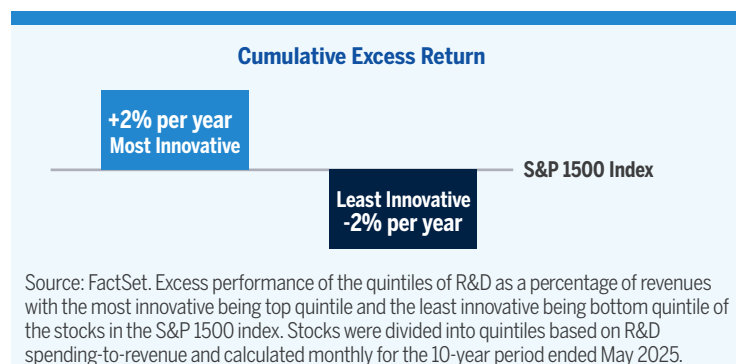 Cumulative Excess Return
+2% per year
Most Innovative
S&P 1500 Index
Least Innovative
-2% per year
Source: FactSet. Excess performance of the quintiles of R&D as a percentage of revenues
with the most innovative being top quintile and the least innovative being bottom quintile of
the stocks in the S&P 1500 index. Stocks were divided into quintiles based on R&D
spending-to-revenue and calculated monthly for the 10-year period ended May 2025.